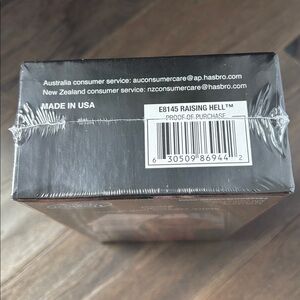 Australia consumer service: auconsumercare@ap.hasbro.com
New Zealand consumer service: nzconsumercare@hasbro.com
MADE IN USA
E8145 RAISING HELL™
PROOF OF PURCHASE
6 30509 86944 2